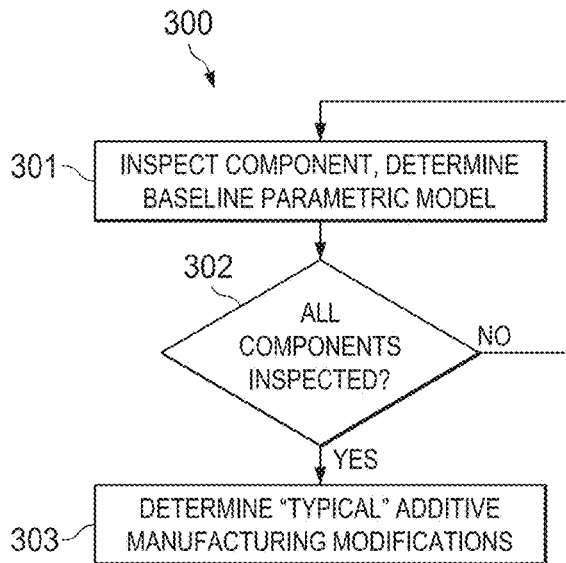 300
301
INSPECT COMPONENT, DETERMINE
BASELINE PARAMETRIC MODEL
302
ALL
COMPONENTS
INSPECTED?
NO
YES
303
DETERMINE "TYPICAL" ADDITIVE
MANUFACTURING MODIFICATIONS